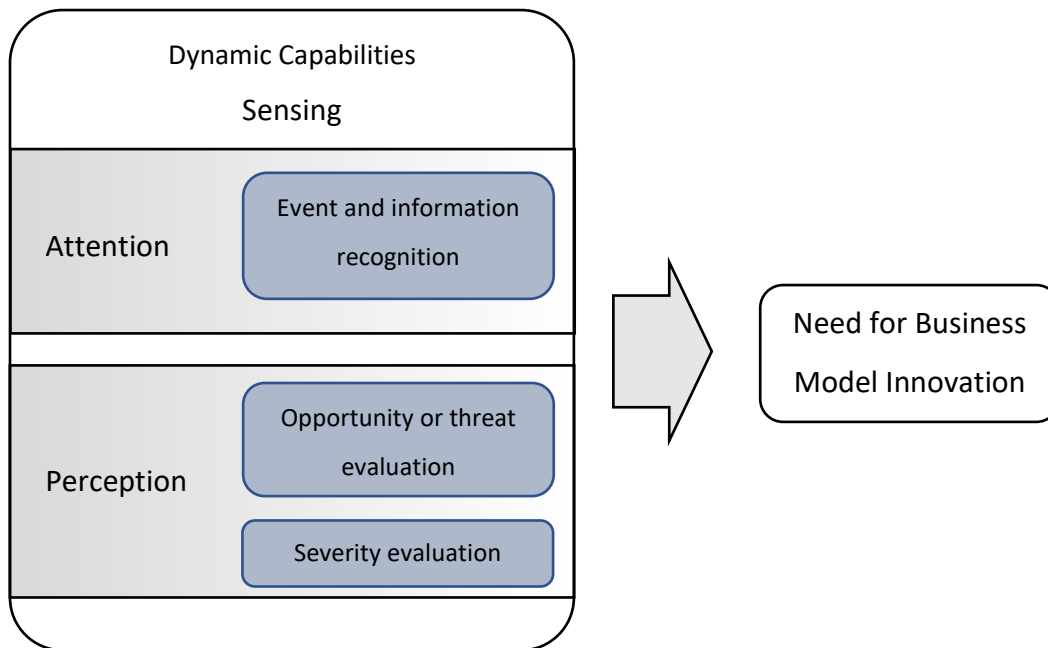 Dynamic Capabilities
Sensing
Attention
Event and information
recognition
Perception
Opportunity or threat
evaluation
Severity evaluation
Need for Business
Model Innovation